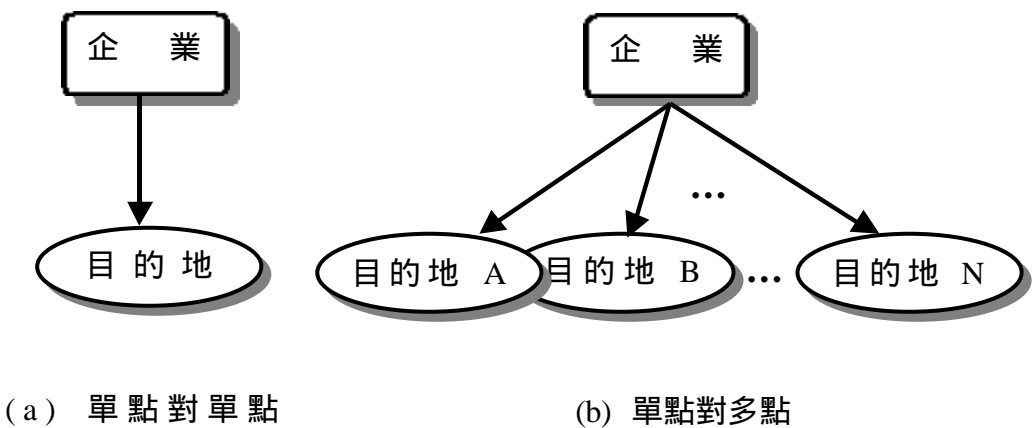 企 業
企 業
...
目 的 地
目的地 A
目的地 B
...
目的地 N
(a) 單點對單點
(b) 單點對多點